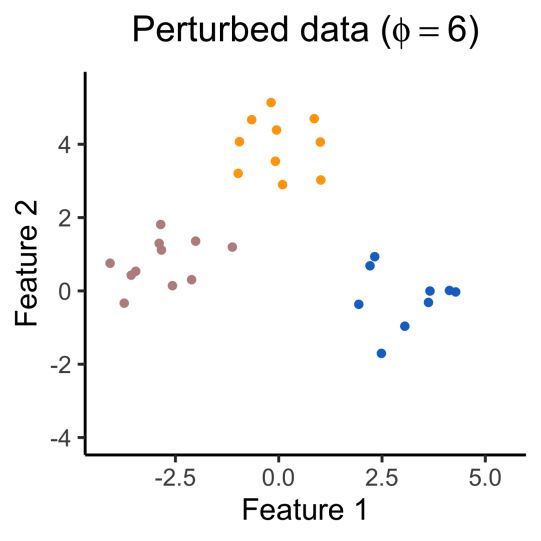 Perturbed data (ϕ = 6)
Feature 2
4
2
0
-2
-4
-2.5 0.0 2.5 5.0
Feature 1